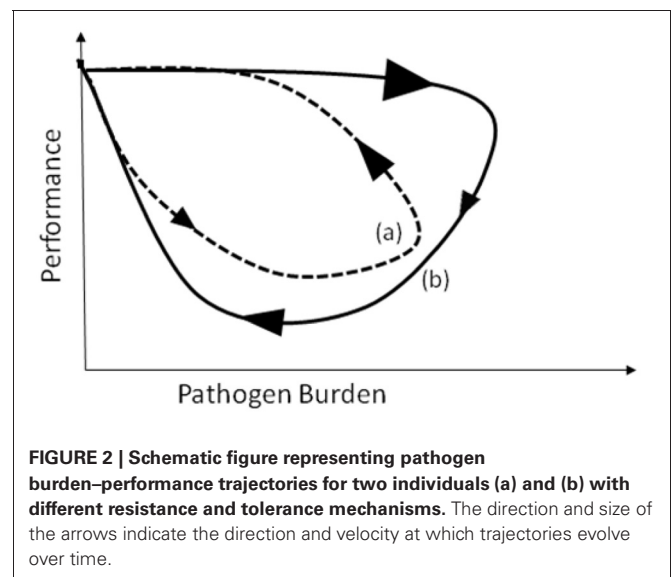 Performance
(a)
(b)
Pathogen Burden
FIGURE 2 | Schematic figure representing pathogen
burden–performance trajectories for two individuals (a) and (b) with
different resistance and tolerance mechanisms. The direction and size of
the arrows indicate the direction and velocity at which trajectories evolve
over time.